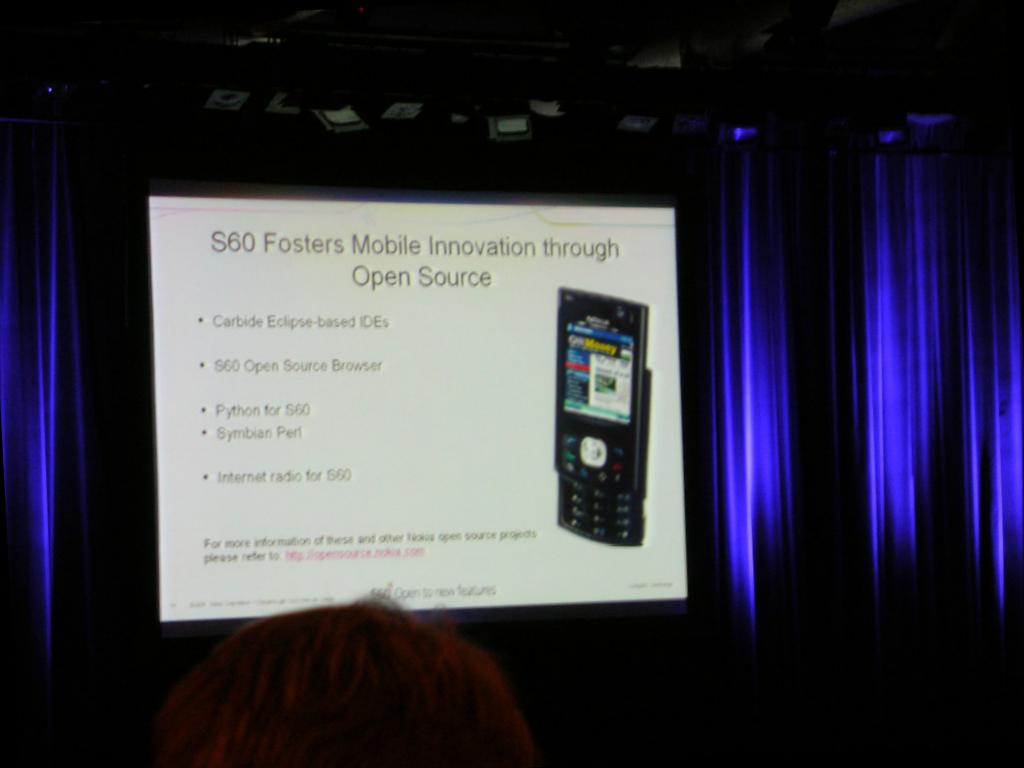 S60 Fosters Mobile Innovation through
Open Source
• Carbide Eclipse-based IDEs
• S60 Open Source Browser
• Python for S60
• Symbian Perl
• Internet radio for S60
For more information of these and other Nokia open source projects
please refer to: http://opensource.nokia.com
S60 Open to new features
NOKIA
Money